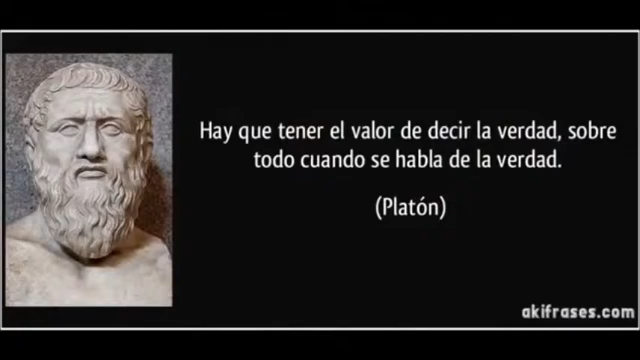 Hay que tener el valor de decir la verdad, sobre
todo cuando se habla de la verdad.
(Platón)
akifrases.com